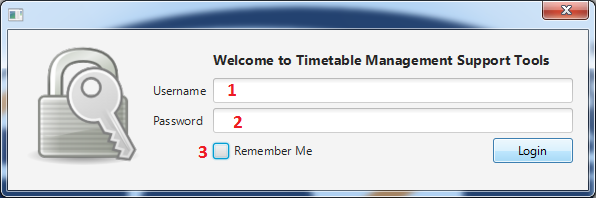 Welcome to Timetable Management Support Tools
Username 1
Password 2
3 Remember Me Login